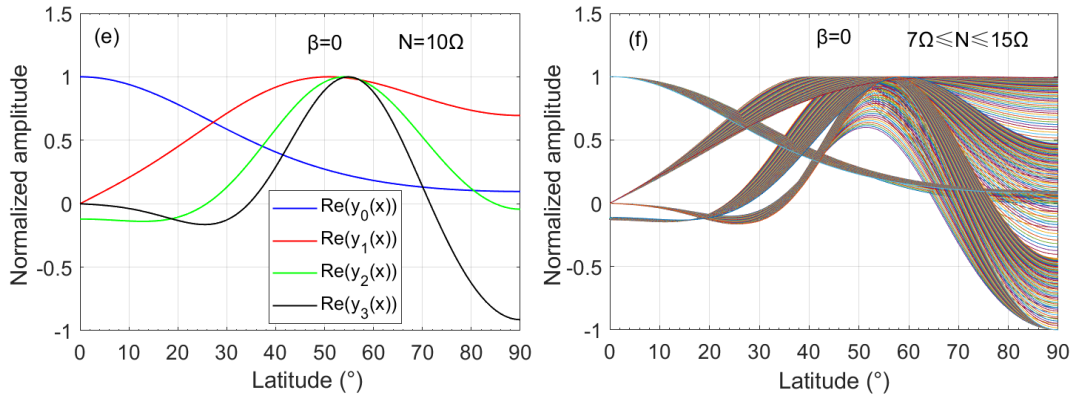 (e)
β=0
N=10Ω
1.5
1
0.5
0
-0.5
-1
Normalized amplitude
Re(y0(x))
Re(y1(x))
Re(y2(x))
Re(y3(x))
0 10 20 30 40 50 60 70 80 90
Latitude (°)
(f)
β=0
7Ω≤N≤15Ω
1.5
1
0.5
0
-0.5
-1
Normalized amplitude
0 10 20 30 40 50 60 70 80 90
Latitude (°)